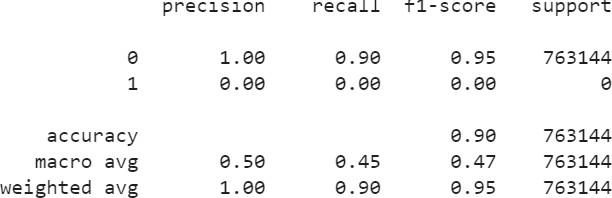 precision recall f1-score support
0 1.00 0.90 0.95 763144
1 0.00 0.00 0.00 0
accuracy 0.90 763144
macro avg 0.50 0.45 0.47 763144
weighted avg 1.00 0.90 0.95 763144